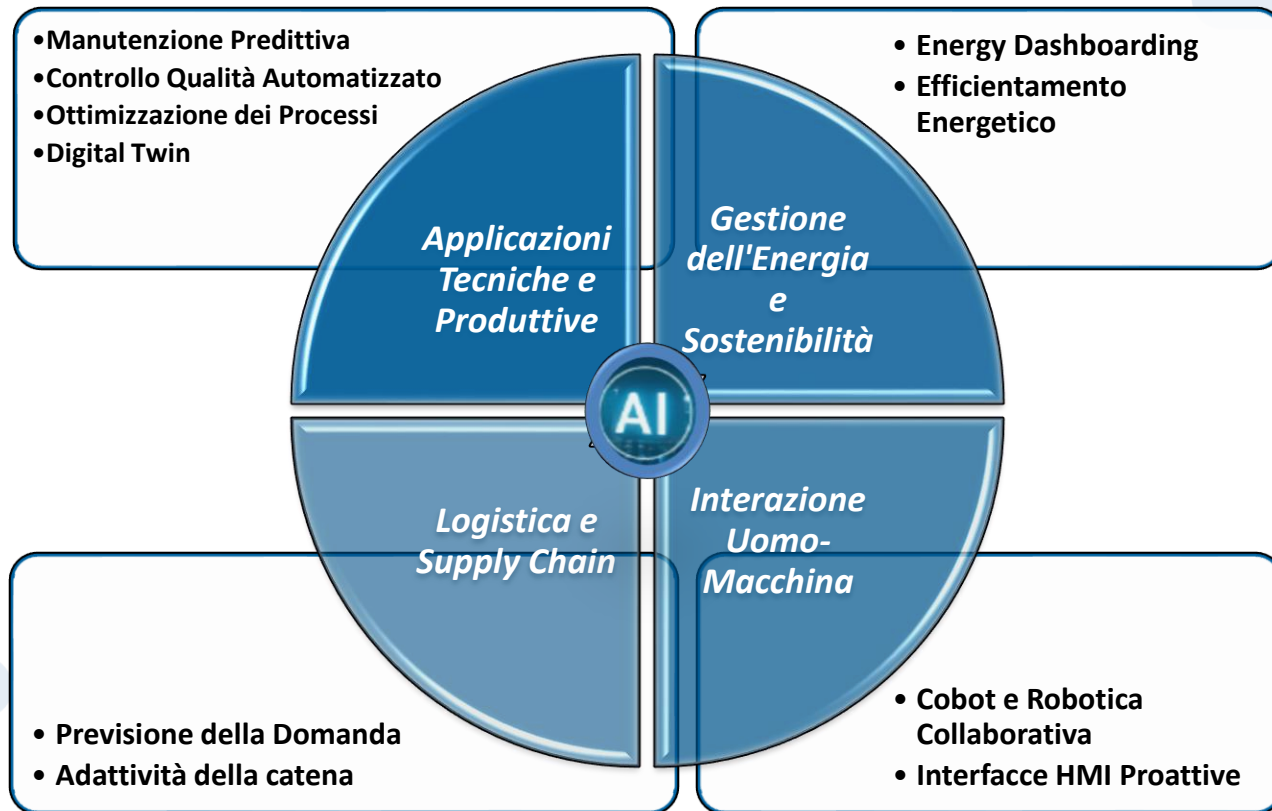 •Manutenzione Predittiva
•Controllo Qualità Automatizzato
•Ottimizzazione dei Processi
•Digital Twin
• Energy Dashboarding
• Efficientamento
Energetico
Applicazioni
Tecniche e
Produttive
Gestione
dell'Energia
e
Sostenibilità
AI
Logistica e
Supply Chain
Interazione
Uomo-
Macchina
• Previsione della Domanda
• Adattività della catena
• Cobot e Robotica
Collaborativa
• Interfacce HMI Proattive